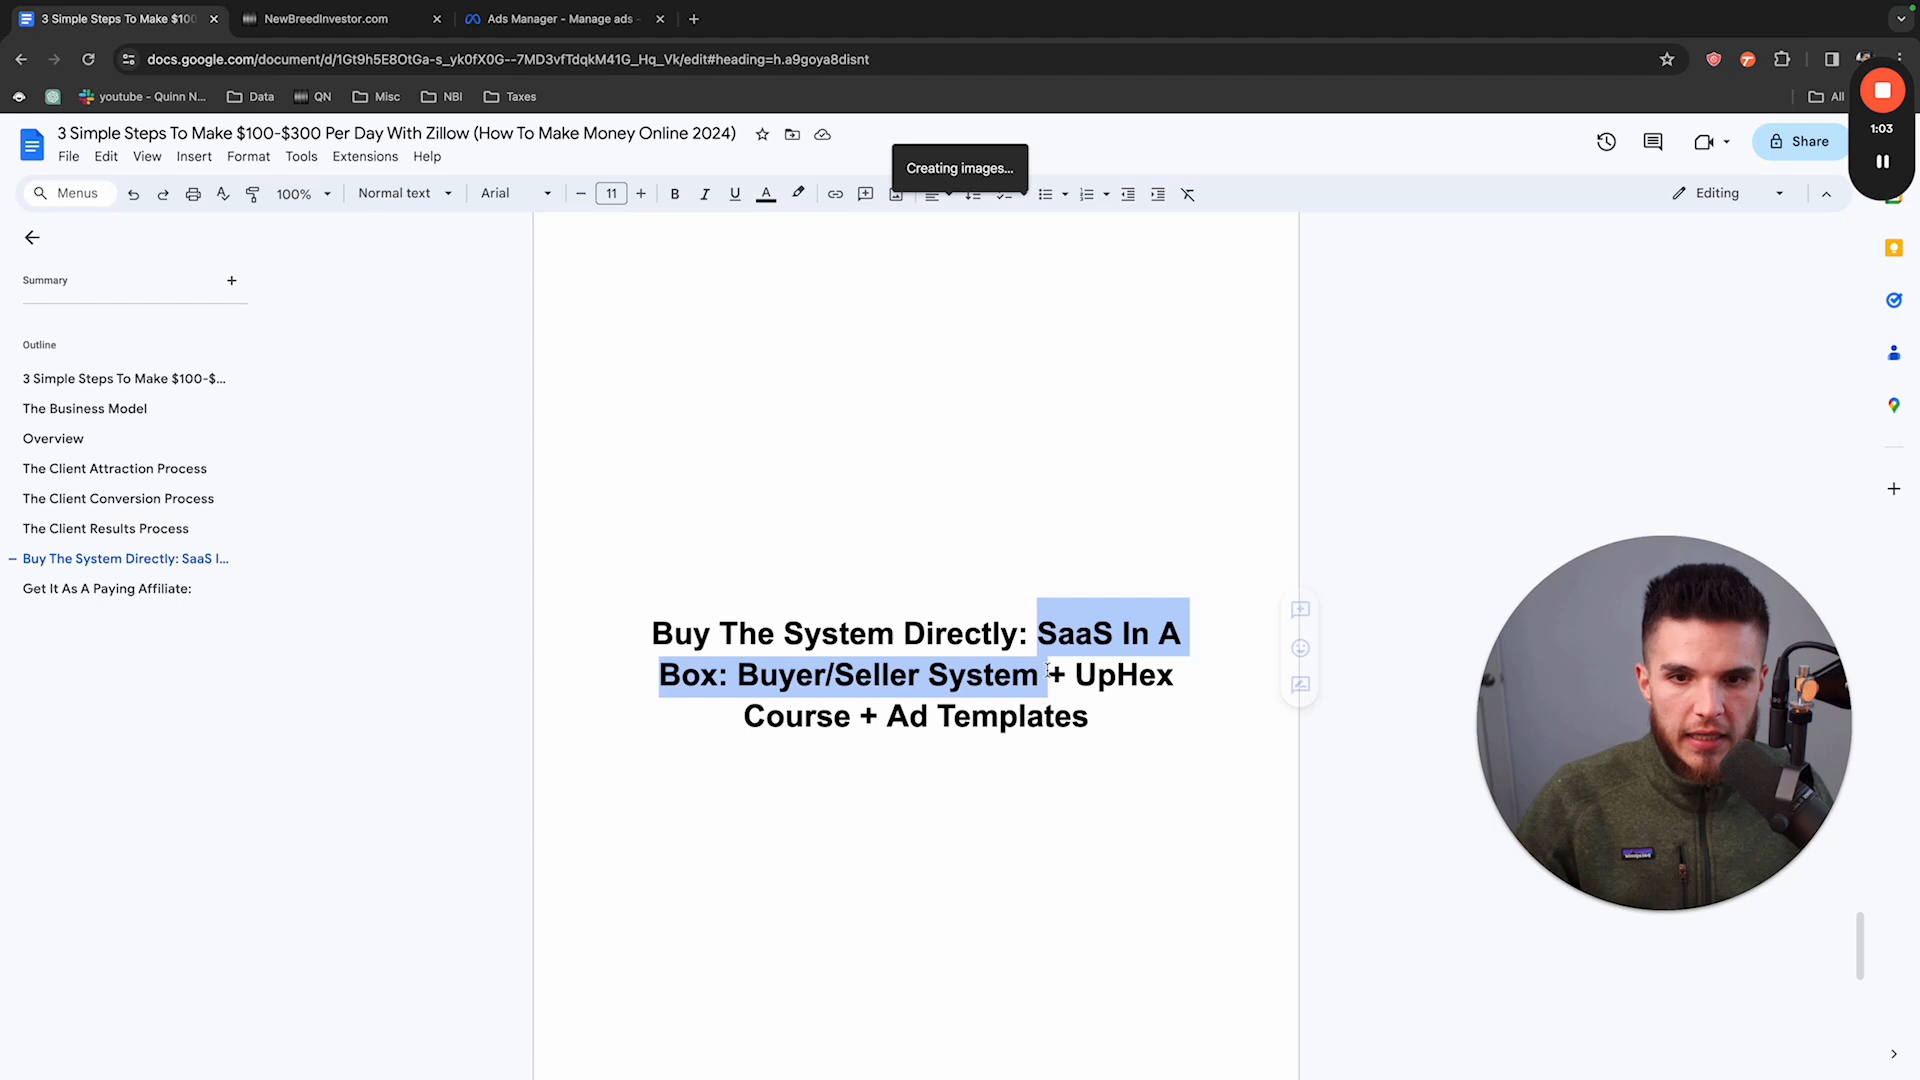 3 Simple Steps To Make $100
NewBreedInvestor.com
Ads Manager - Manage ads -
docs.google.com/document/d/1Gt9h5E8OtGa-s_yk0fX0G--7MD3vfTdqkM41G_Hq_Vk/edit#heading=h.a9goya8disnt
youtube - Quinn N...
Data
QN
Misc
NBI
Taxes
All
1:03
3 Simple Steps To Make $100-$300 Per Day With Zillow (How To Make Money Online 2024)
File Edit View Insert Format Tools Extensions Help
Share
Creating images...
Menus
100%
Normal text
Arial
11
B I U A
Editing
Summary
Outline
3 Simple Steps To Make $100-$...
The Business Model
Overview
The Client Attraction Process
The Client Conversion Process
The Client Results Process
Buy The System Directly: SaaS I...
Get It As A Paying Affiliate:
Buy The System Directly: SaaS In A
Box: Buyer/Seller System + UpHex
Course + Ad Templates